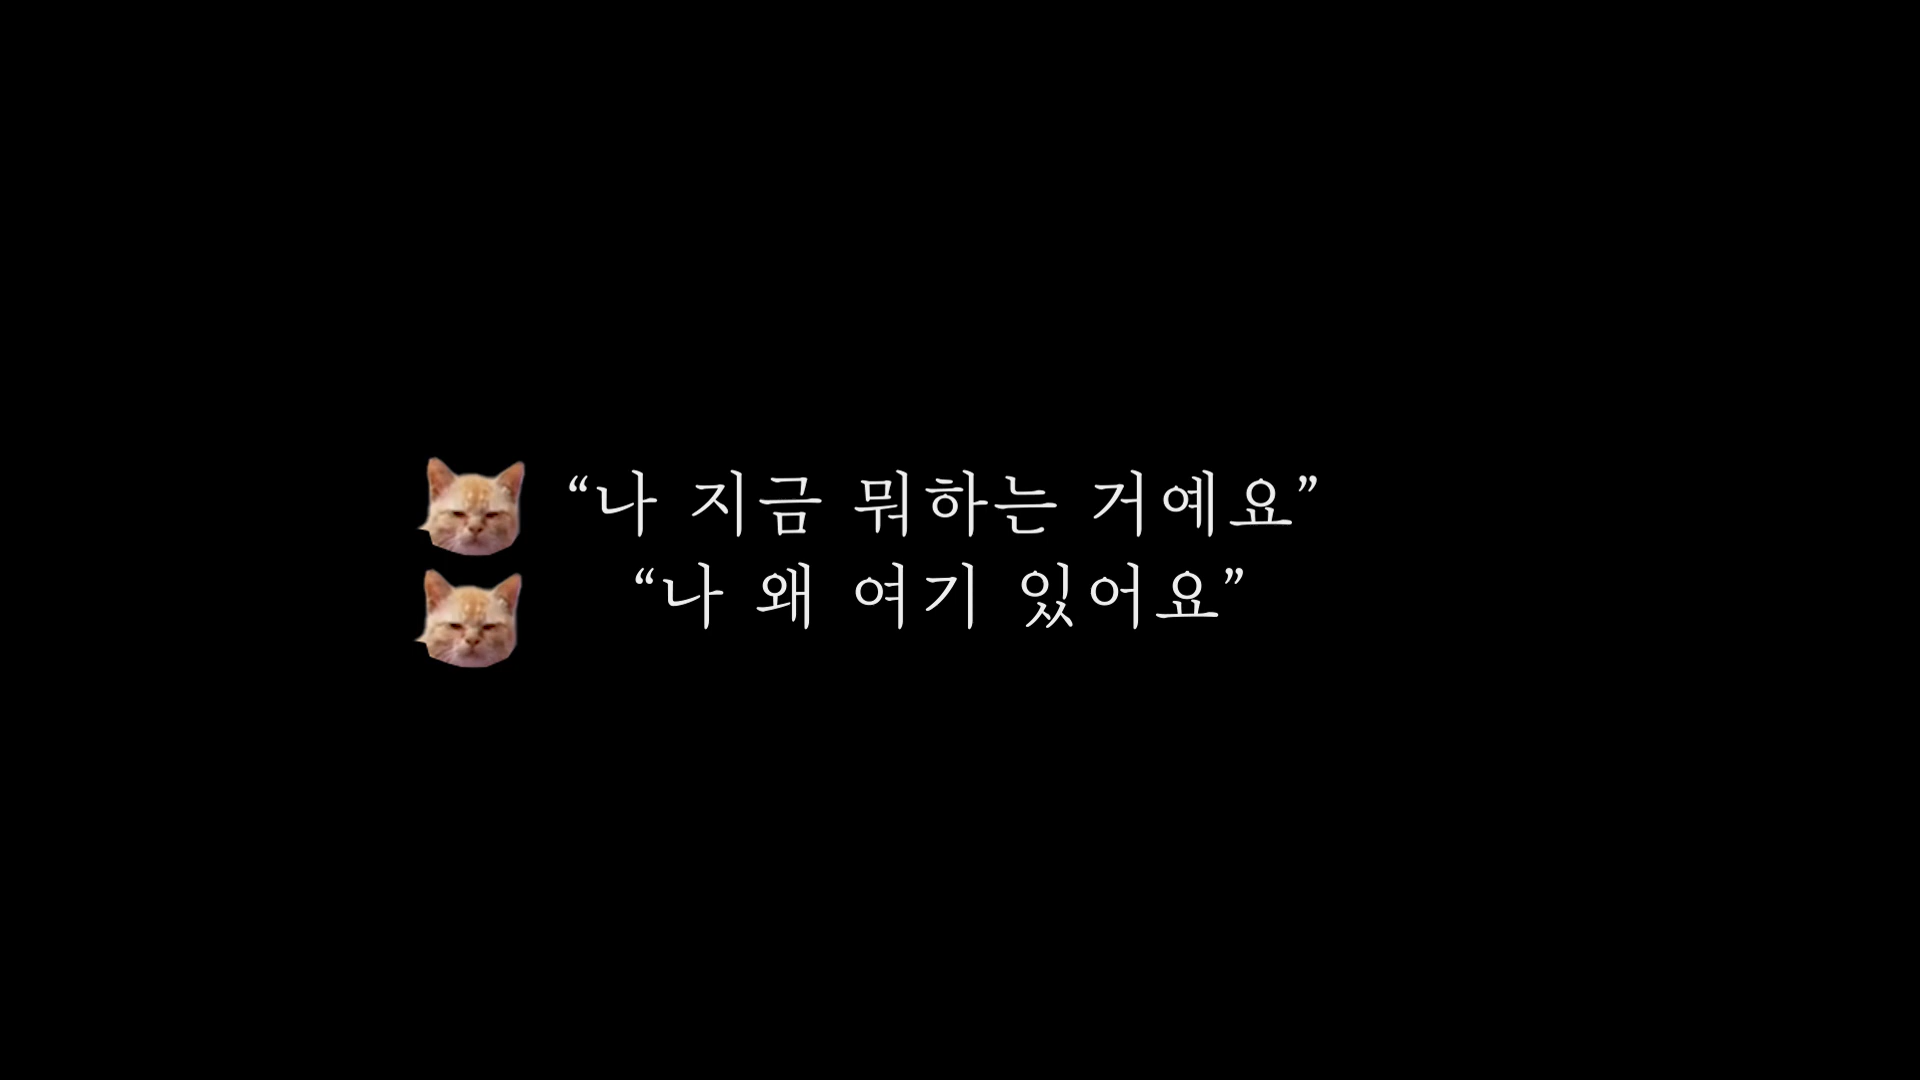 “나 지금 뭐하는 거예요”
“나 왜 여기 있어요”